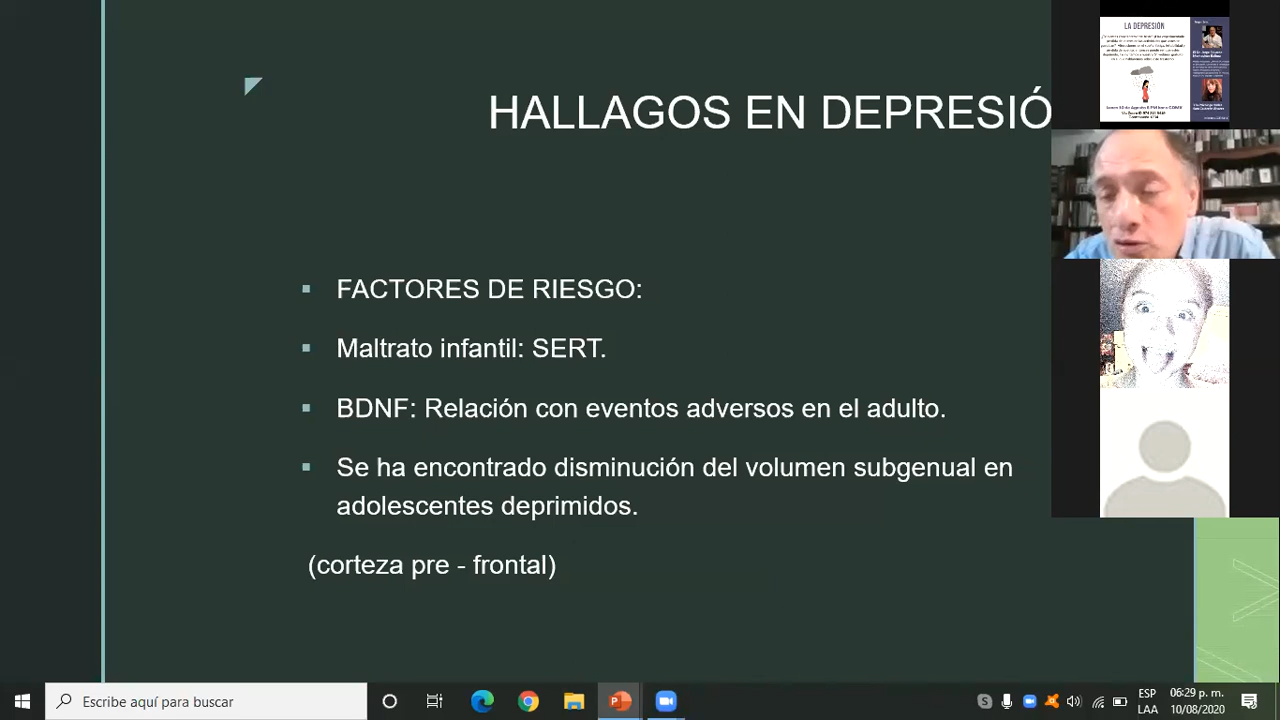 HALLAGOS EN DEPRESIÓ
FACTORES DE RIESGO:
Maltrato infantil: SERT.
BDNF: Relación con eventos adversos en el adulto.
Se ha encontrado disminución del volumen subgenual en
adolescentes deprimidos.
(corteza pre - frontal)
LA DEPRESIÓN
Escribe aquí para buscar
ESP
LAA
06:29 p. m.
10/08/2020